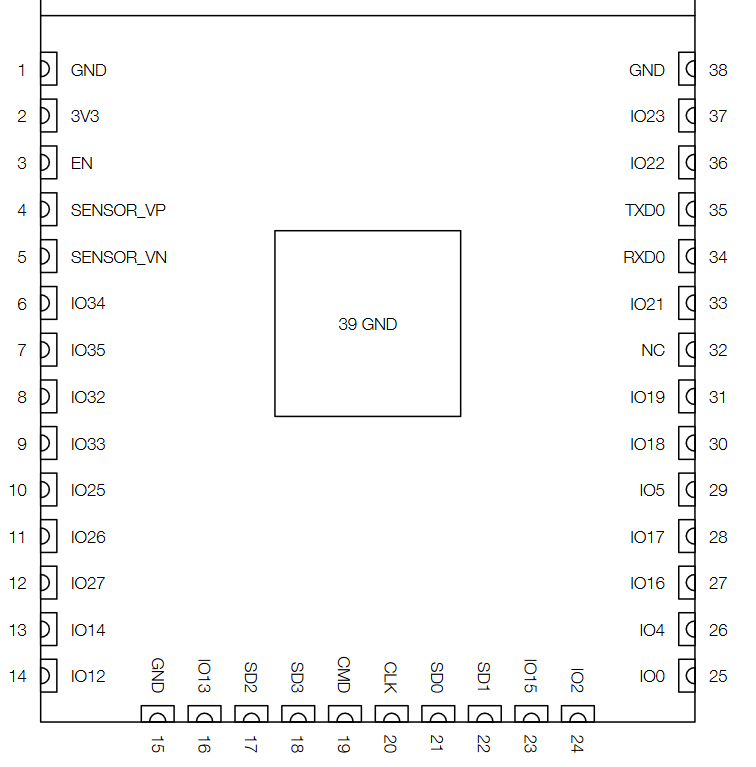 1 GND GND 38
2 3V3 IO23 37
3 EN IO22 36
4 SENSOR_VP TXD0 35
5 SENSOR_VN RXD0 34
6 IO34 IO21 33
39 GND
7 IO35 NC 32
8 IO32 IO19 31
9 IO33 IO18 30
10 IO25 IO5 29
11 IO26 IO17 28
12 IO27 IO16 27
13 IO14 IO4 26
14 IO12 IO0 25
GND IO13 SD2 SD3 CMD CLK SD0 SD1 IO15 IO2
15 16 17 18 19 20 21 22 23 24